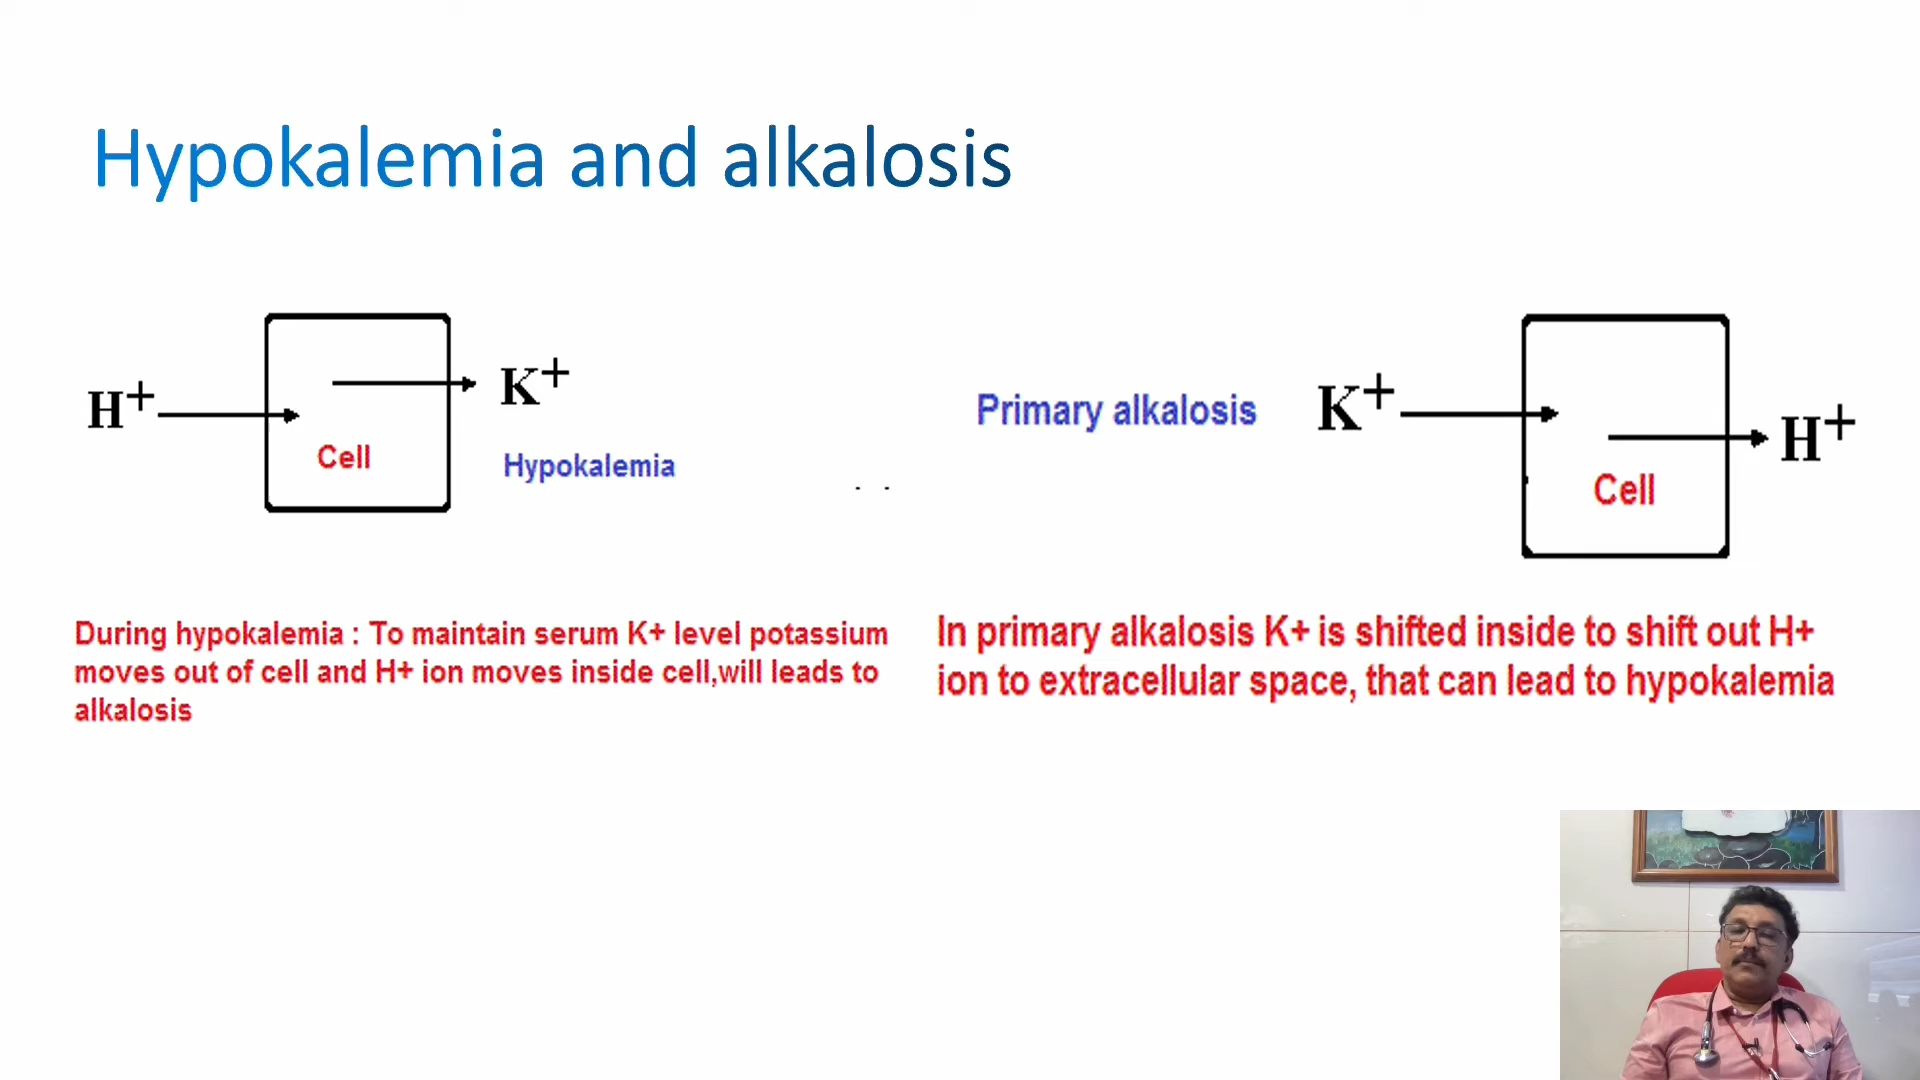 Hypokalemia and alkalosis
H+
K+
Cell
Hypokalemia
Primary alkalosis
K+
H+
Cell
During hypokalemia : To maintain serum K+ level potassium
moves out of cell and H+ ion moves inside cell,will leads to
alkalosis
In primary alkalosis K+ is shifted inside to shift out H+
ion to extracellular space, that can lead to hypokalemia